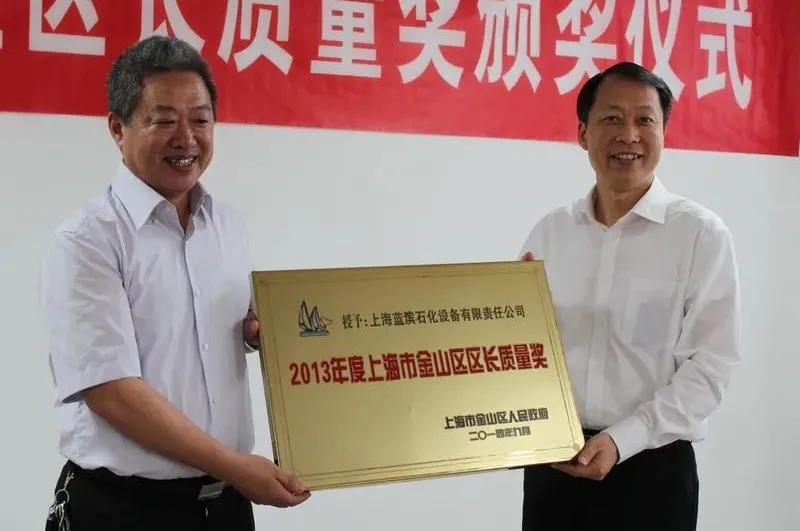 区长质量奖颁奖仪式
授予:上海蓝滨石化设备有限责任公司
2013年度上海市金山区区长质量奖
上海市金山区人民政府
二〇一四年九月